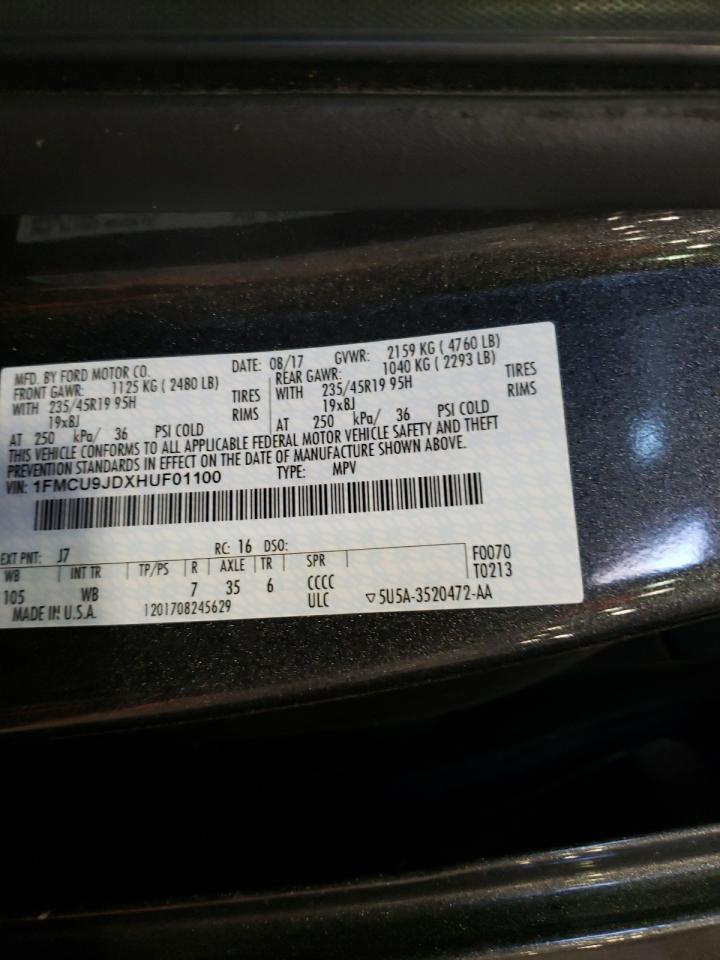 MFD. BY FORD MOTOR CO.
DATE: 08/17 GVWR: 2159 KG (4760 LB)
FRONT GAWR: 1125 KG (2480 LB)
REAR GAWR: 1040 KG (2293 LB)
WITH 235/45R19 95H TIRES
WITH 235/45R19 95H TIRES
19x8J RIMS
19x8J RIMS
AT 250 kPa/ 36 PSI COLD
AT 250 kPa/ 36 PSI COLD
THIS VEHICLE CONFORMS TO ALL APPLICABLE FEDERAL MOTOR VEHICLE SAFETY AND THEFT
PREVENTION STANDARDS IN EFFECT ON THE DATE OF MANUFACTURE SHOWN ABOVE.
VIN: 1FMCU9JDXHUF01100 TYPE: MPV
EXT PNT: J7 RC: 16 DSO:
WB INT TR TP/PS R AXLE TR SPR F0070
105 WB 7 35 6 CCCC T0213
MADE IN U.S.A. 1201708245629 ULC ▽5U5A-3520472-AA